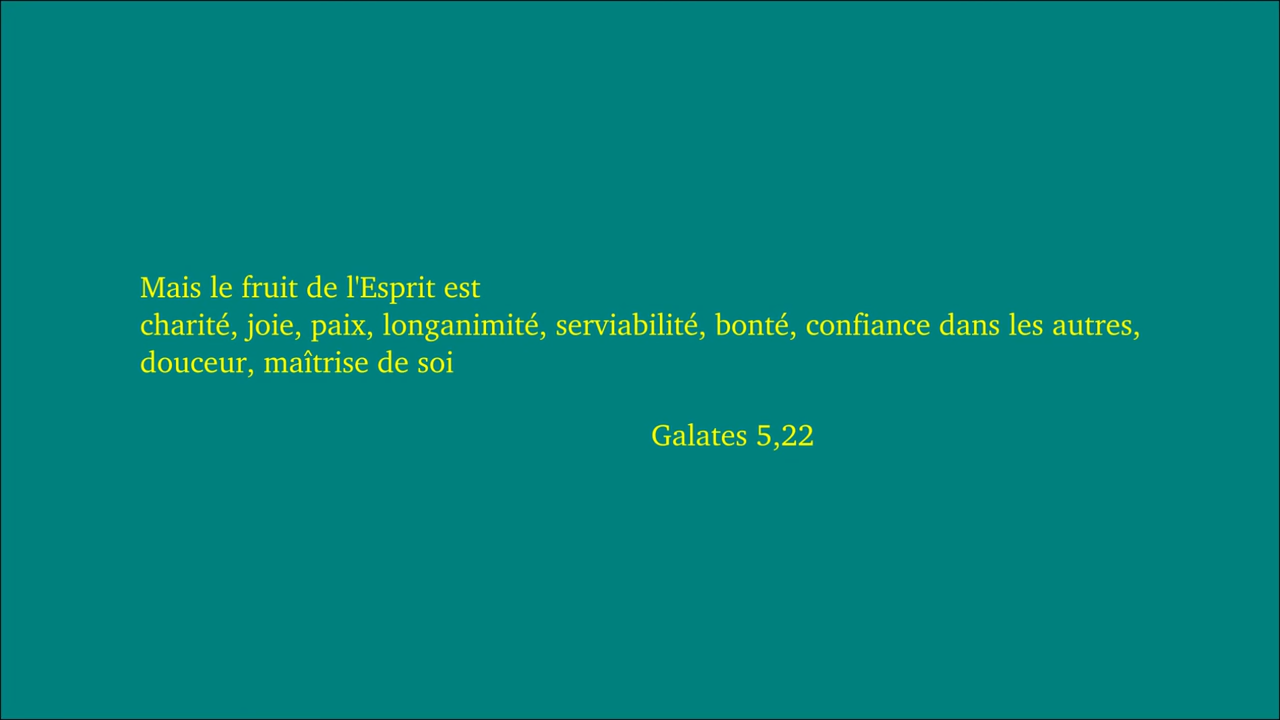 Mais le fruit de l'Esprit est
charité, joie, paix, longanimité, serviabilité, bonté, confiance dans les autres,
douceur, maîtrise de soi
Galates 5,22